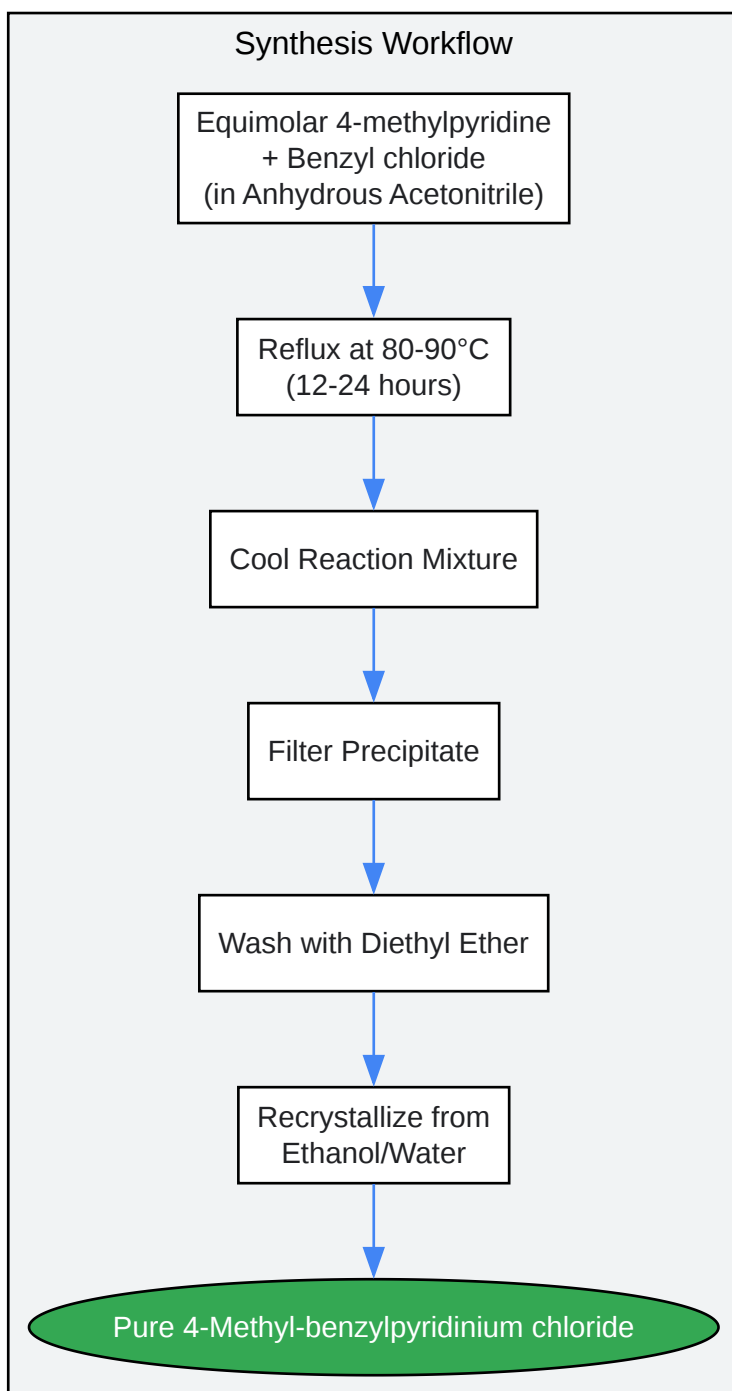 Synthesis Workflow
Equimolar 4-methylpyridine
+ Benzyl chloride
(in Anhydrous Acetonitrile)
Reflux at 80-90°C
(12-24 hours)
Cool Reaction Mixture
Filter Precipitate
Wash with Diethyl Ether
Recrystallize from
Ethanol/Water
Pure 4-Methyl-benzylpyridinium chloride